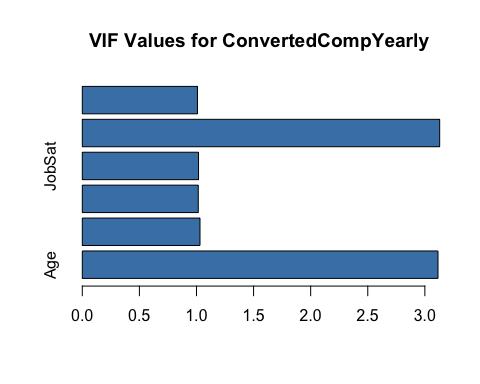 VIF Values for ConvertedCompYearly
JobSat
Age
0.0 0.5 1.0 1.5 2.0 2.5 3.0